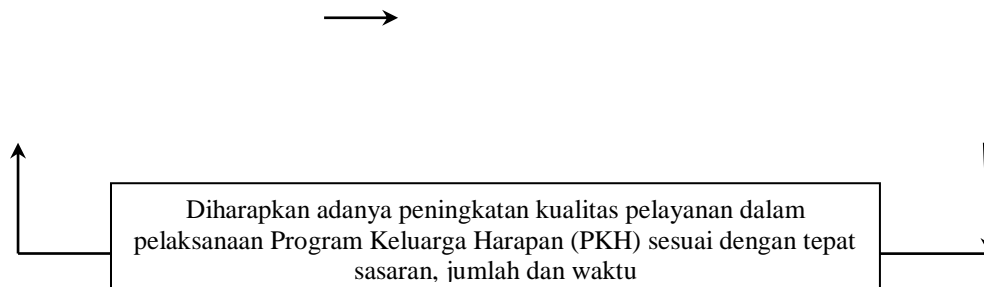 Diharapkan adanya peningkatan kualitas pelayanan dalam
pelaksanaan Program Keluarga Harapan (PKH) sesuai dengan tepat
sasaran, jumlah dan waktu